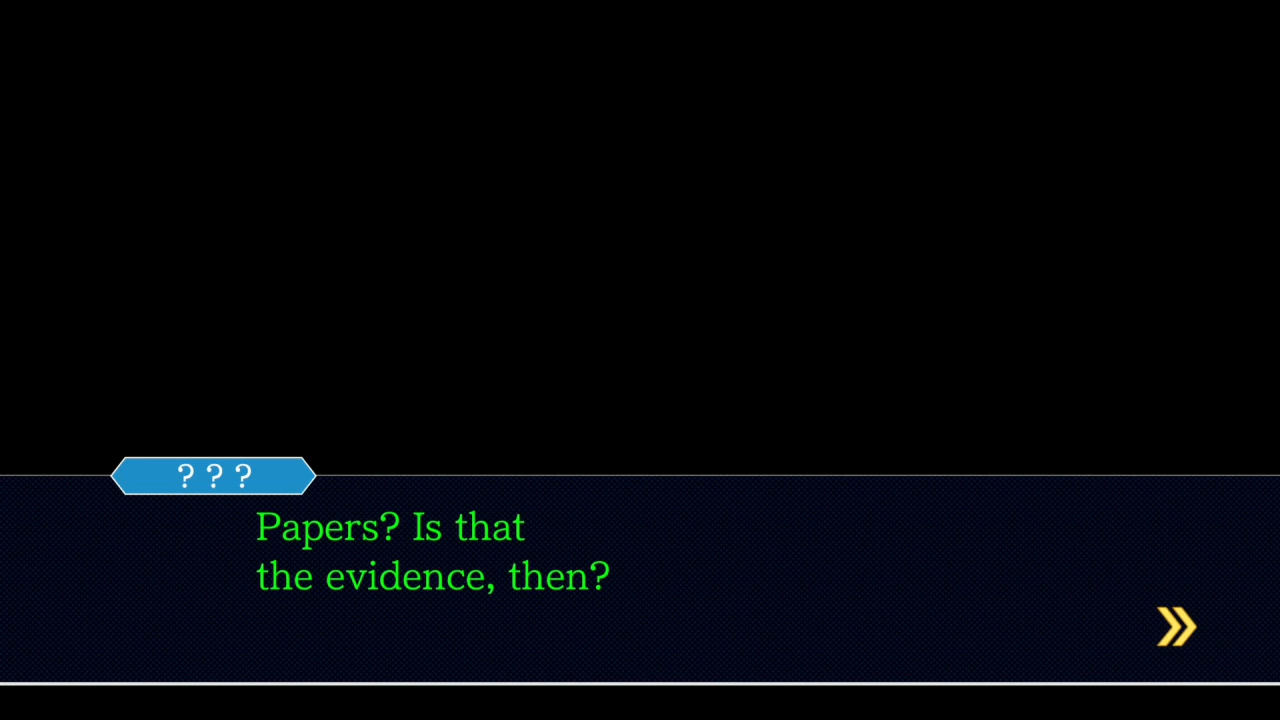 ? ? ?
Papers? Is that
the evidence, then?